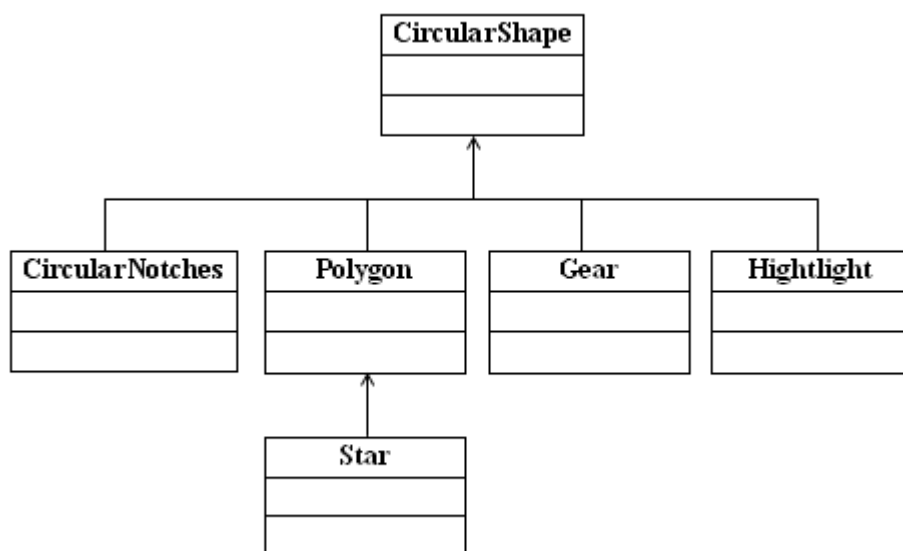 CircularShape
CircularNotches
Polygon
Gear
Hightlight
Star